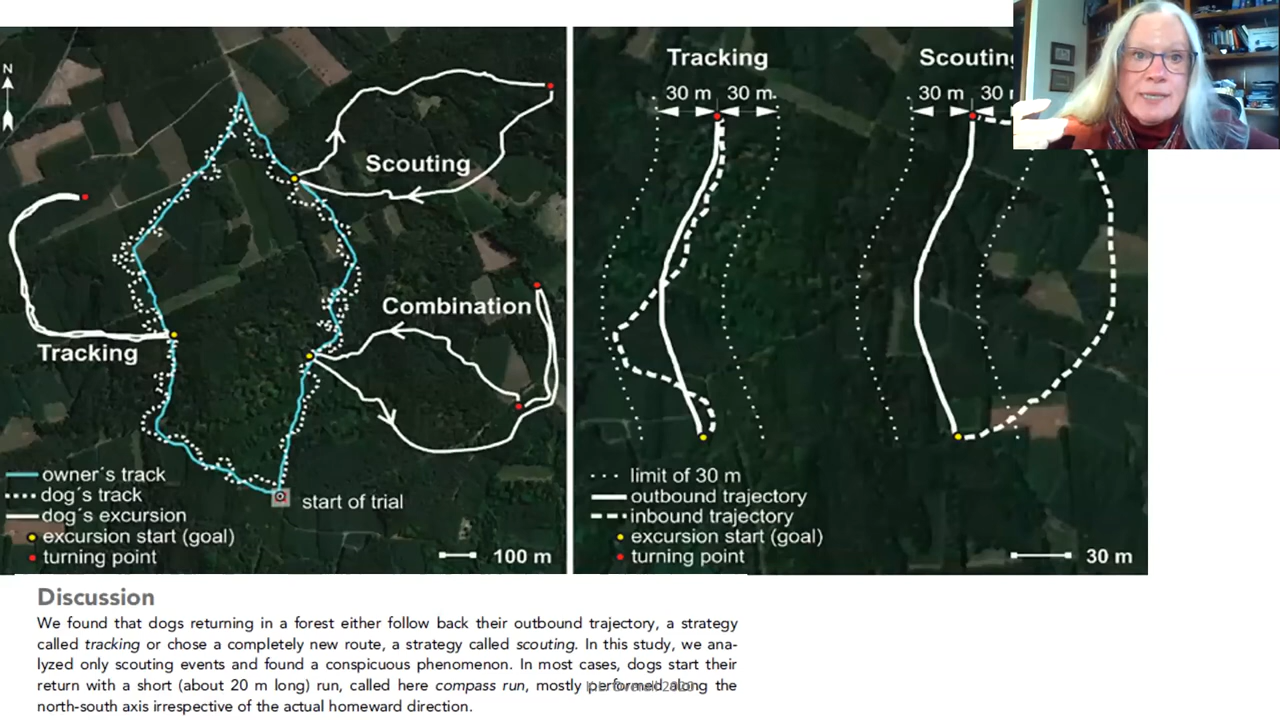 N
Scouting
Combination
Tracking
owner´s track
dog´s track
dog´s excursion
excursion start (goal)
turning point
start of trial
100 m
Tracking
30 m 30 m
Scouting
30 m 30
limit of 30 m
outbound trajectory
inbound trajectory
excursion start (goal)
turning point
30 m
Discussion
We found that dogs returning in a forest either follow back their outbound trajectory, a strategy
called tracking or chose a completely new route, a strategy called scouting. In this study, we ana-
lyzed only scouting events and found a conspicuous phenomenon. In most cases, dogs start their
return with a short (about 20 m long) run, called here compass run, mostly performed along the
north-south axis irrespective of the actual homeward direction.